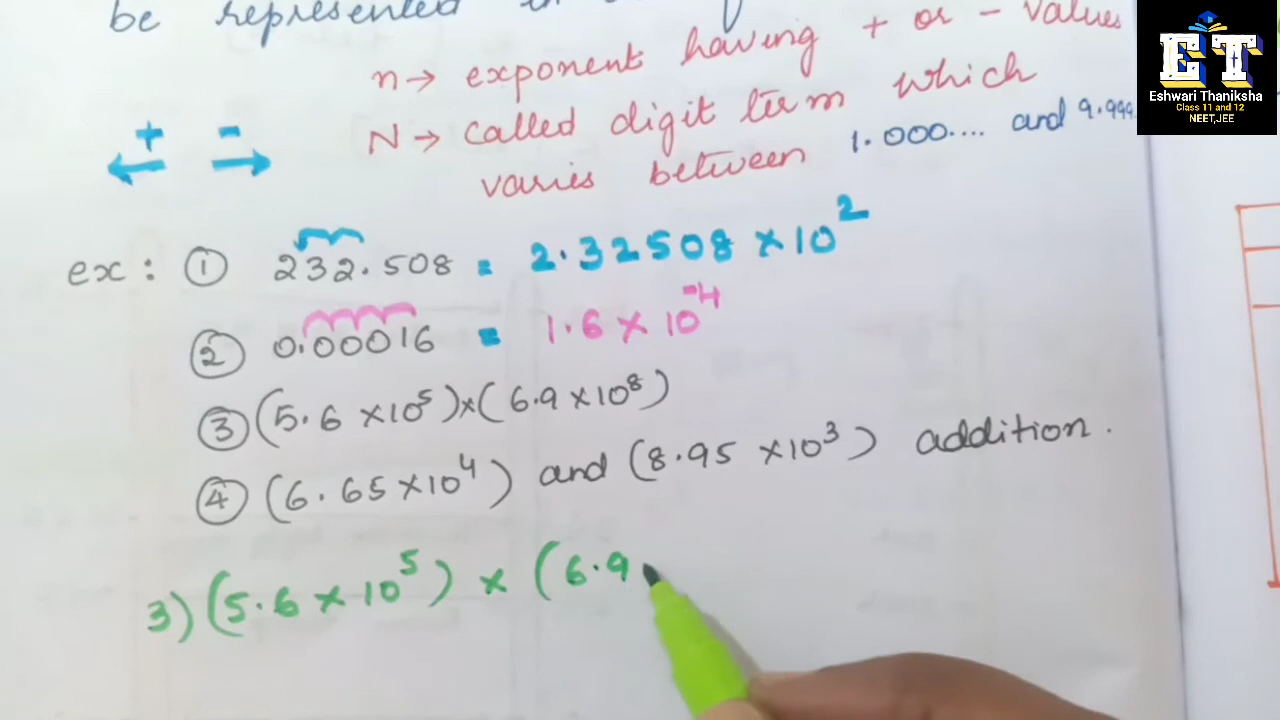 be represented in
n→ exponent having + or - values
N→ called digit term which
varies between 1.000.... and 9.999
+ -
ex: ① 232.508 = 2.32508 × 10²
② 0.00016 = 1.6 × 10⁻⁴
③ (5.6 × 10⁵) × (6.9 × 10⁸)
④ (6.65 × 10⁴) and (8.95 × 10³) addition.
3) (5.6 × 10⁵) × (6.9
ET
Eshwari Thaniksha
Class 11 and 12
NEET,JEE